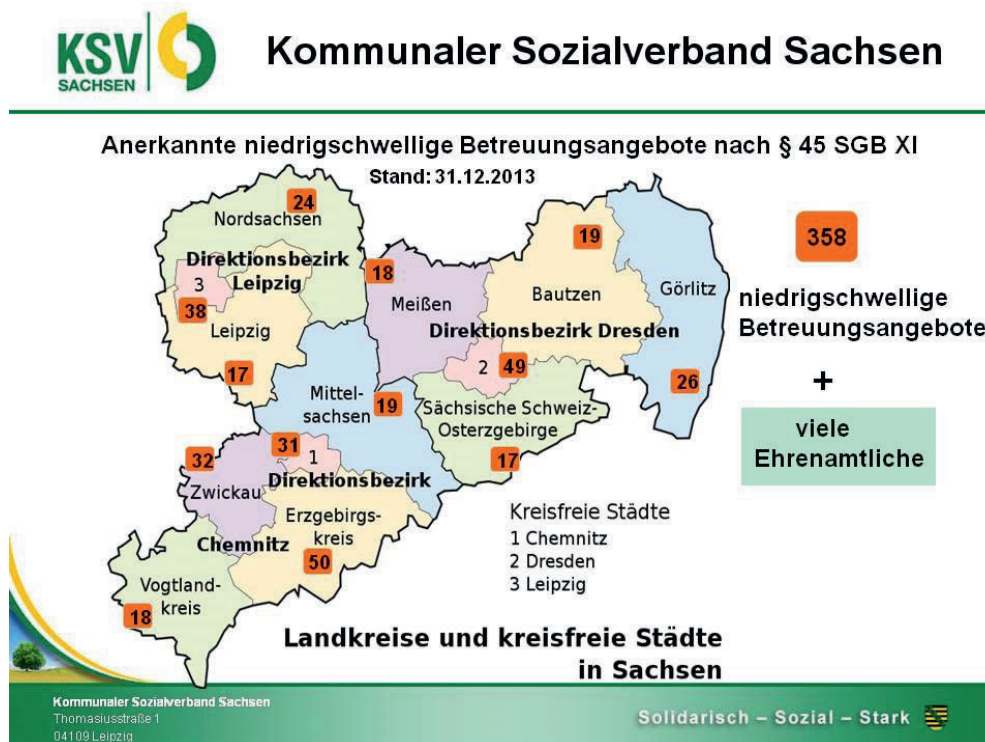 KSV
SACHSEN
Kommunaler Sozialverband Sachsen
Anerkannte niedrigschwellige Betreuungsangebote nach § 45 SGB XI
Stand: 31.12.2013
24
Nordsachsen
Direktionsbezirk
Leipzig
3
38
Leipzig
17
18
Meißen
19
Bautzen
Görlitz
Direktionsbezirk Dresden
2
49
26
Mittel-
sachsen
19
Sächsische Schweiz-
Osterzgebirge
17
32
31
1
Zwickau
Direktionsbezirk
Chemnitz
Erzgebirgs-
kreis
50
Vogtland-
kreis
18
358
niedrigschwellige
Betreuungsangebote
+
viele
Ehrenamtliche
Kreisfreie Städte
1 Chemnitz
2 Dresden
3 Leipzig
Landkreise und kreisfreie Städte
in Sachsen
Kommunaler Sozialverband Sachsen
Thomasiusstraße 1
04109 Leipzig
Solidarisch – Sozial – Stark